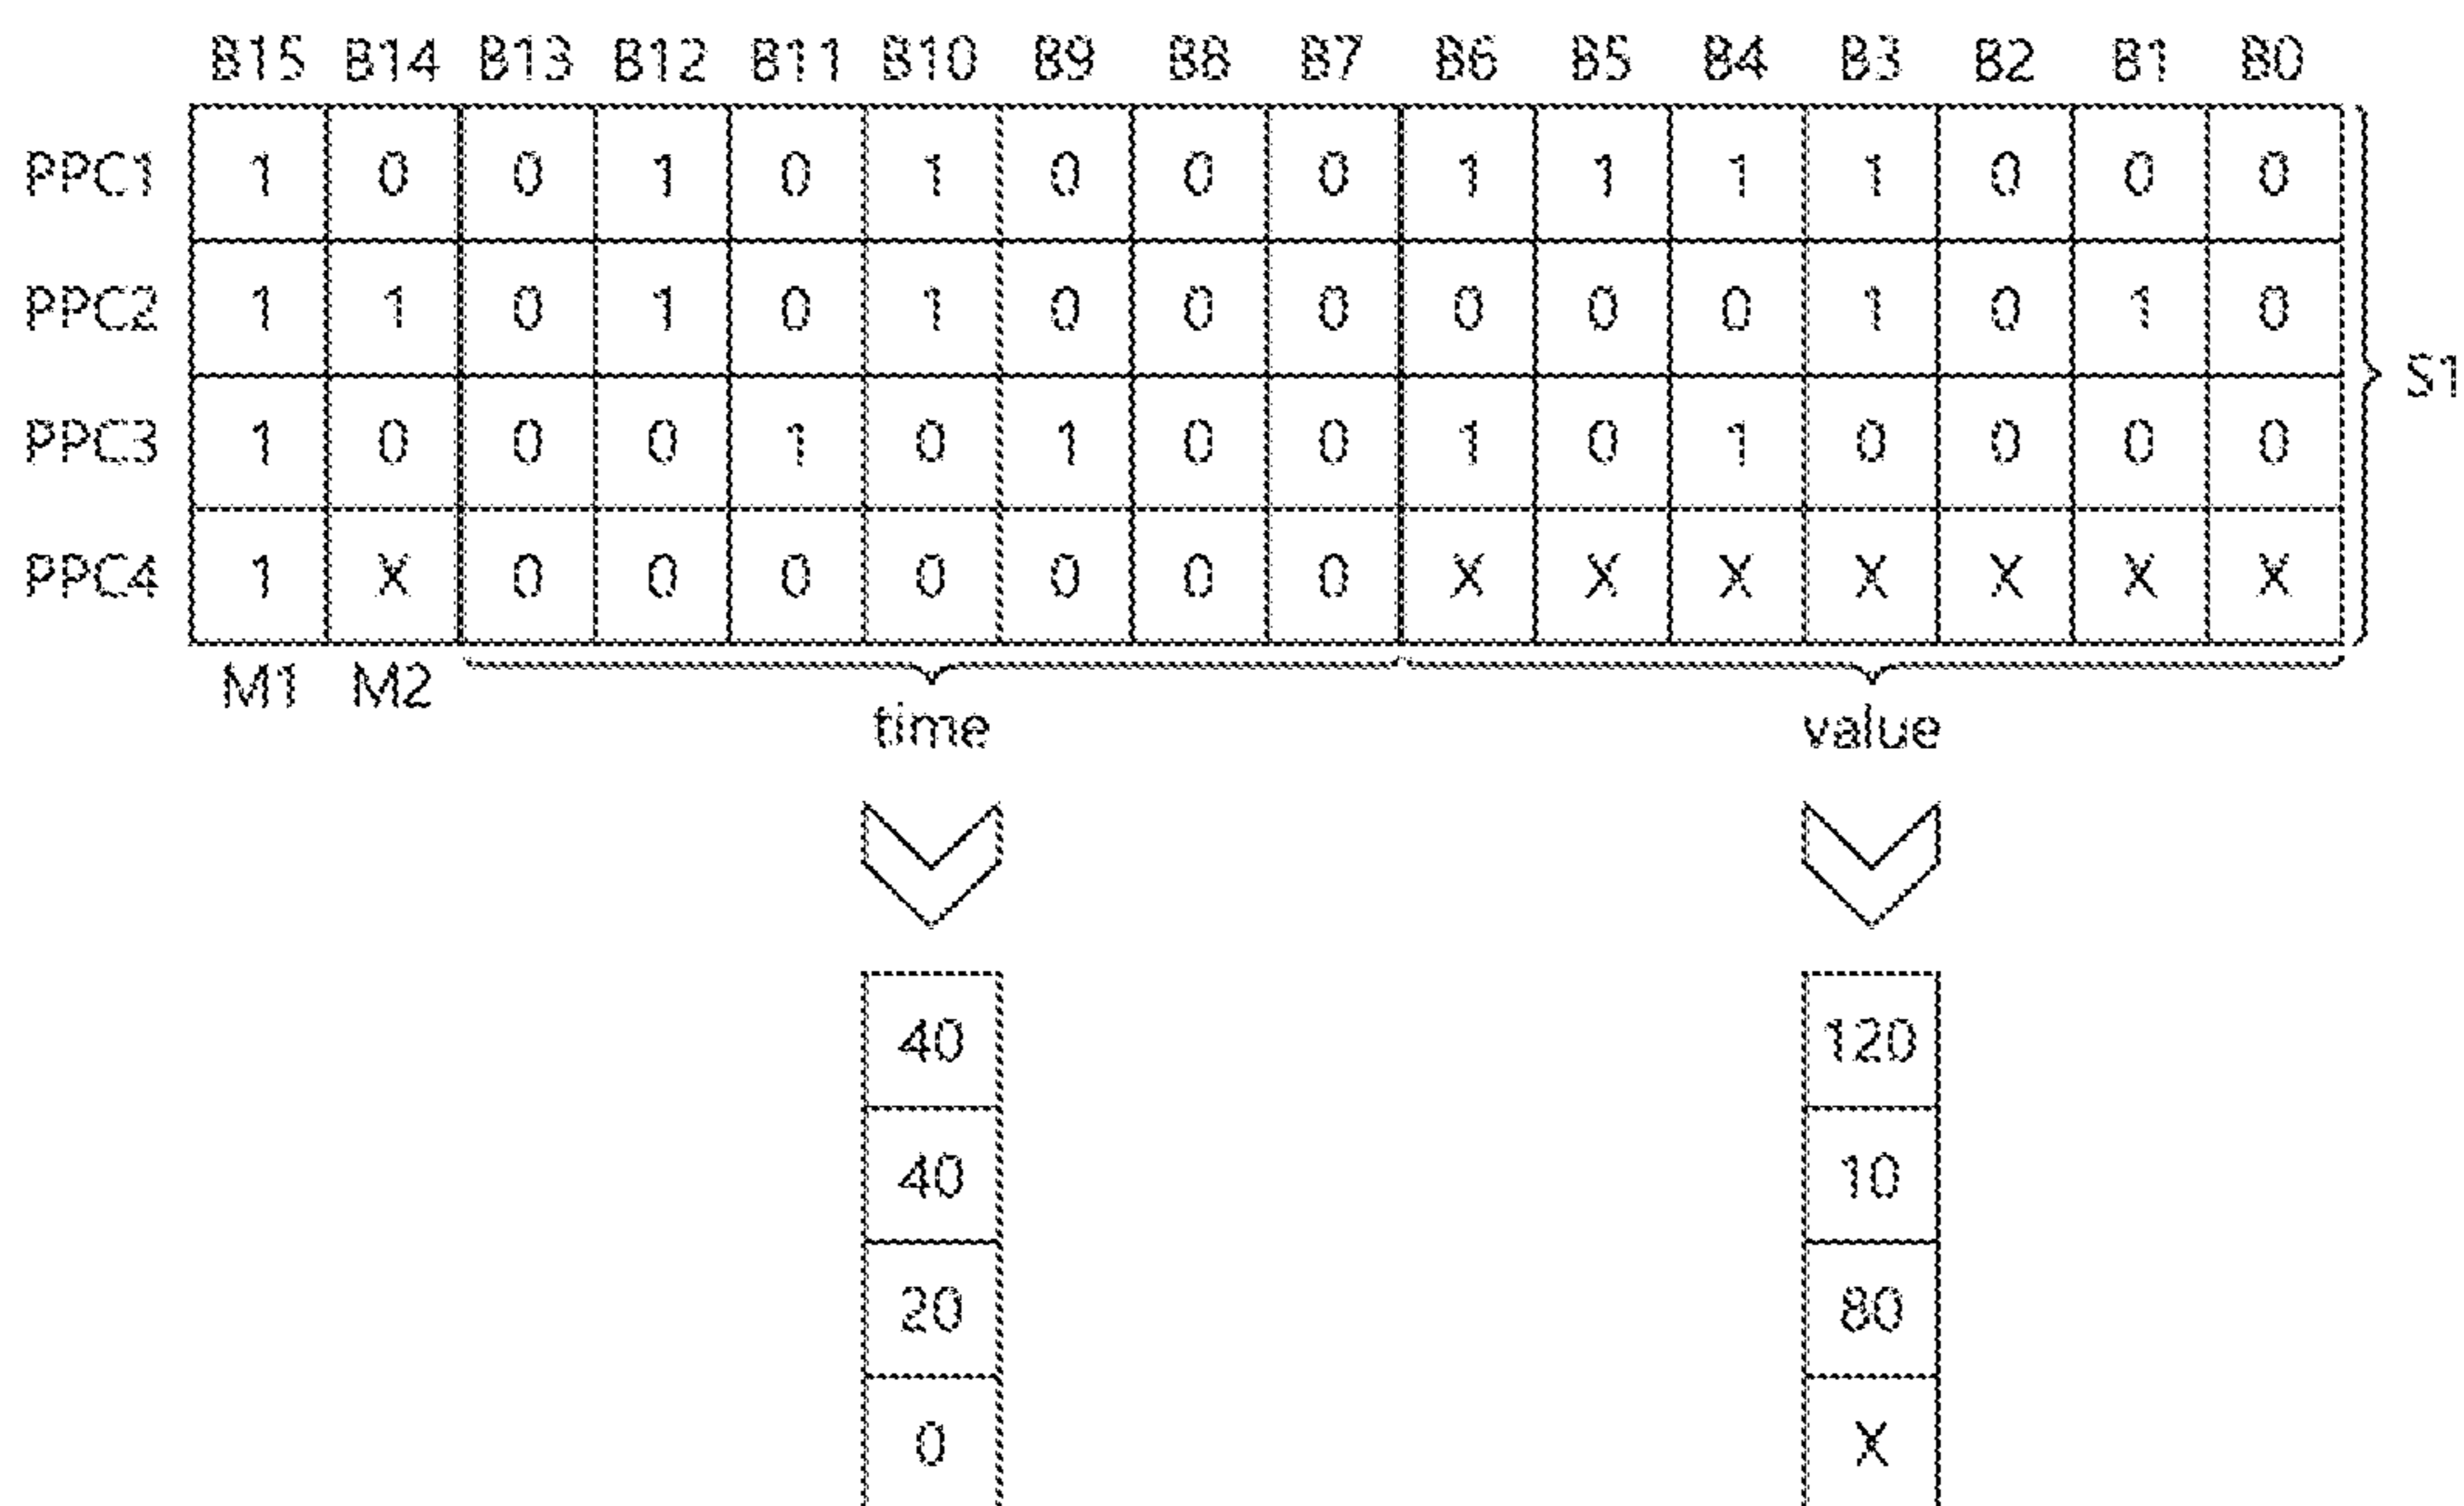 B15 B14 B13 B12 B11 B10 B9 B8 B7 B6 B5 B4 B3 B2 B1 B0
PPC1 1 0 0 1 0 1 0 0 0 1 1 1 1 0 0 0
PPC2 1 1 0 1 0 1 0 0 0 0 0 0 1 0 1 0
S1
PPC3 1 0 0 0 1 0 1 0 0 1 0 1 0 0 0 0
PPC4 1 X 0 0 0 0 0 0 0 X X X X X X X
M1 M2
time value
40 120
40 10
20 80
0 X